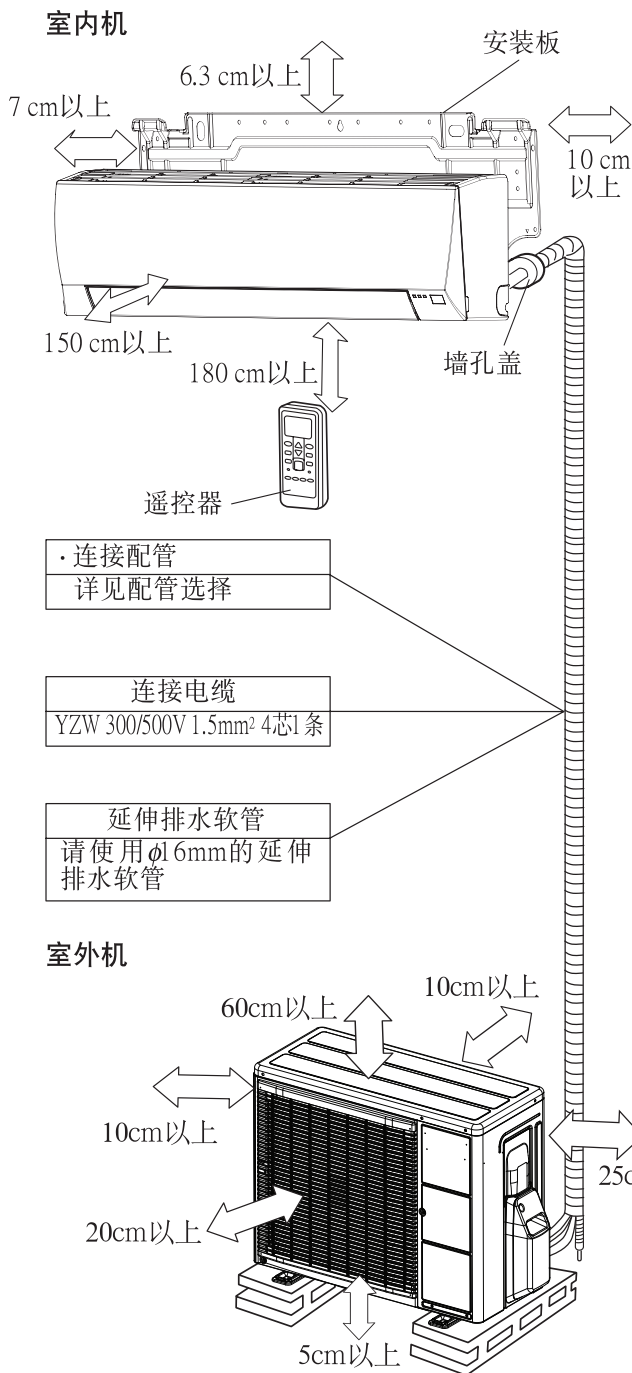 室内机
安装板
6.3 cm以上
7 cm以上
10 cm
以上
150 cm以上
180 cm以上
墙孔盖
遥控器
·连接配管
详见配管选择
连接电缆
YZW 300/500V 1.5mm² 4芯1条
延伸排水软管
请使用ϕ16mm的延伸
排水软管
室外机
10cm以上
60cm以上
10cm以上
20cm以上
5cm以上